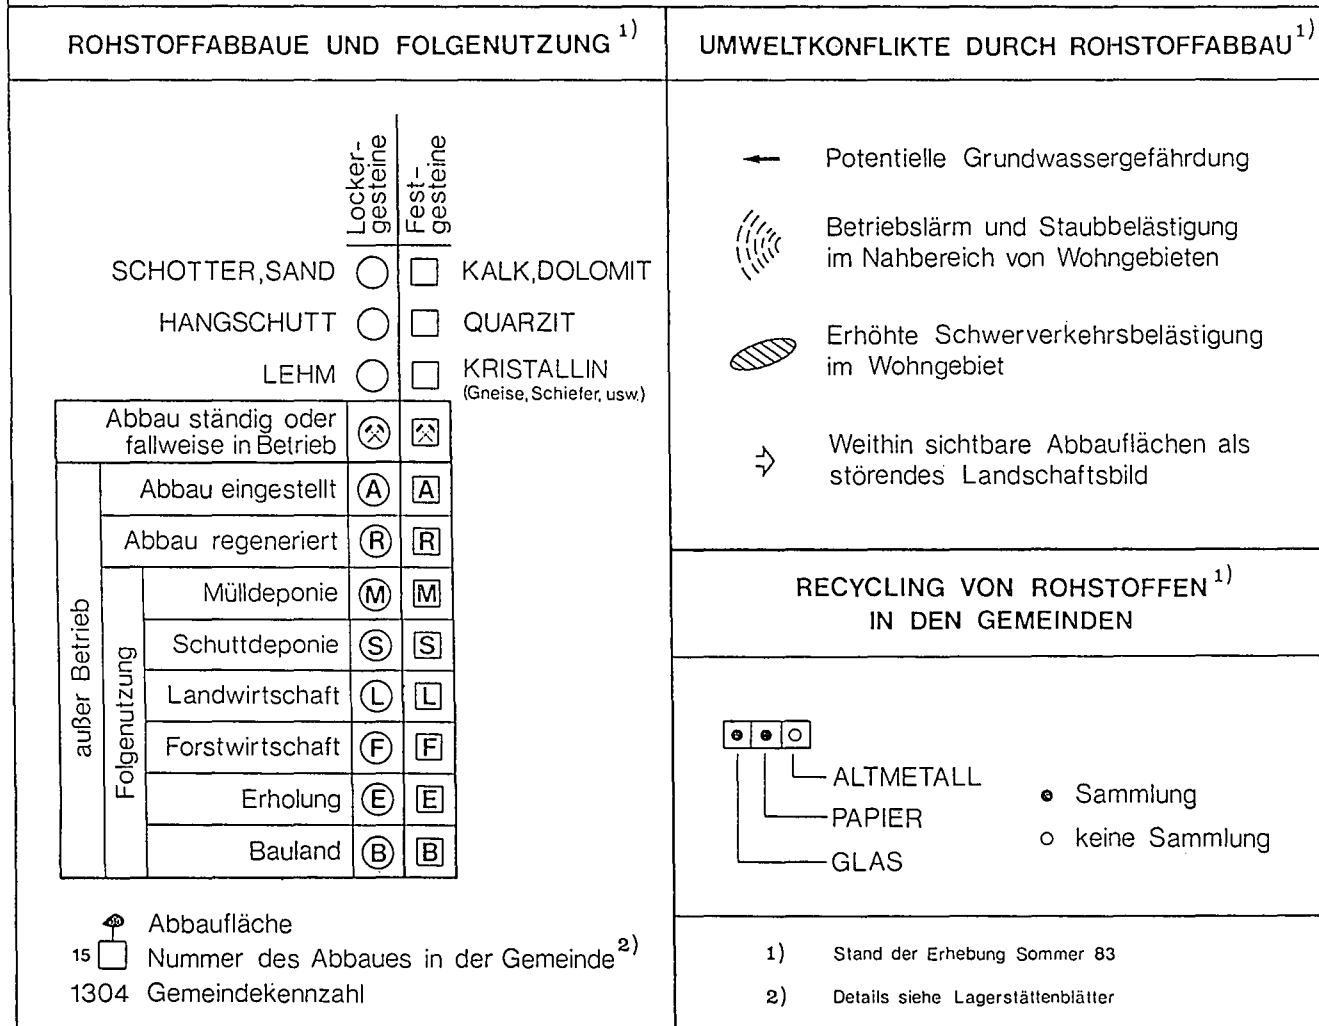 ROHSTOFFABBAUE UND FOLGENUTZUNG 1)
Locker-
gesteine
Fest-
gesteine
SCHOTTER, SAND
KALK, DOLOMIT
HANGSCHUTT
QUARZIT
LEHM
KRISTALLIN
(Gneise, Schiefer, usw.)
Abbau ständig oder
fallweise in Betrieb
außer Betrieb
Abbau eingestellt A A
Abbau regeneriert R R
Folgenutzung
Mülldeponie M M
Schuttdeponie S S
Landwirtschaft L L
Forstwirtschaft F F
Erholung E E
Bauland B B
Abbaufläche
15 Nummer des Abbaues in der Gemeinde 2)
1304 Gemeindekennzahl
UMWELTKONFLIKTE DURCH ROHSTOFFABBAU 1)
Potentielle Grundwassergefährdung
Betriebslärm und Staubbelästigung
im Nahbereich von Wohngebieten
Erhöhte Schwerverkehrsbelästigung
im Wohngebiet
Weithin sichtbare Abbauflächen als
störendes Landschaftsbild
RECYCLING VON ROHSTOFFEN 1)
IN DEN GEMEINDEN
ALTMETALL
PAPIER
GLAS
Sammlung
keine Sammlung
1) Stand der Erhebung Sommer 83
2) Details siehe Lagerstättenblätter